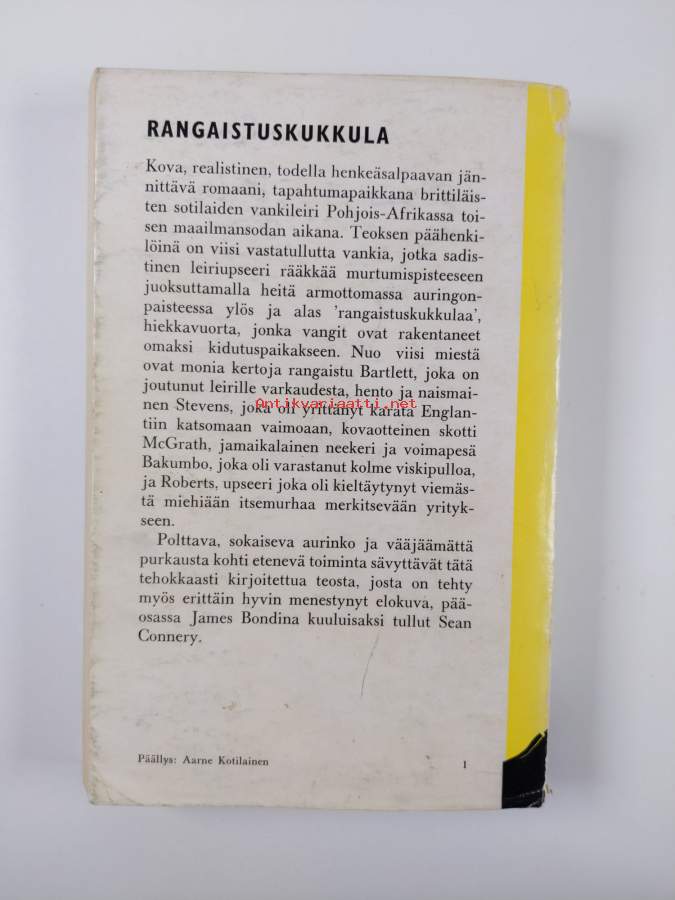 RANGAISTUSKUKKULA
Kova, realistinen, todella henkeäsalpaavan jän-
nittävä romaani, tapahtumapaikkana brittiläis-
ten sotilaiden vankileiri Pohjois-Afrikassa toi-
sen maailmansodan aikana. Teoksen päähenki-
löinä on viisi vastatullutta vankia, jotka sadis-
tinen leiriupseeri rääkkää murtumispisteeseen
juoksuttamalla heitä armottomassa auringon-
paisteessa ylös ja alas 'rangaistuskukkulaa',
hiekkavuorta, jonka vangit ovat rakentaneet
omaksi kidutuspaikakseen. Nuo viisi miestä
ovat monia kertoja rangaistu Bartlett, joka on
joutunut leirille varkaudesta, hento ja naismai-
nen Stevens, joka oli yrittänyt karata Englan-
Antikvariaatti.net
tiin katsomaan vaimoaan, kovaotteinen skotti
McGrath, jamaikalainen neekeri ja voimapesä
Bakumbo, joka oli varastanut kolme viskipulloa,
ja Roberts, upseeri joka oli kieltäytynyt viemäs-
tä miehiään itsemurhaa merkitsevään yrityk-
seen.
Polttava, sokaiseva aurinko ja vääjäämättä
purkausta kohti etenevä toiminta sävyttävät tätä
tehokkaasti kirjoitettua teosta, josta on tehty
myös erittäin hyvin menestynyt elokuva, pää-
osassa James Bondina kuuluisaksi tullut Sean
Connery.
Päällys: Aarne Kotilainen 1